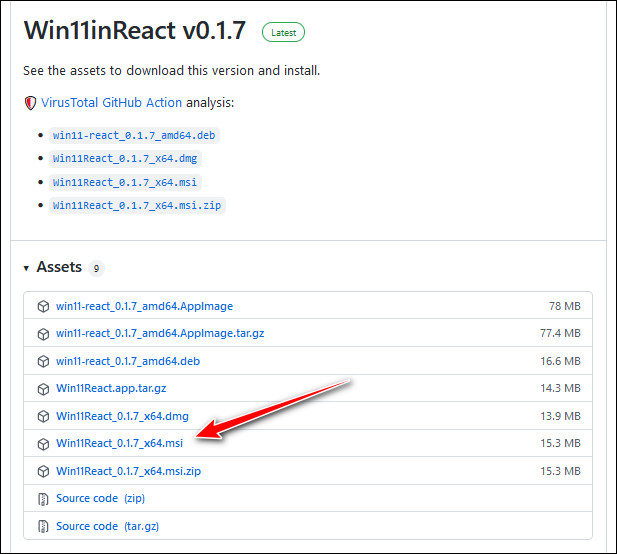 Win11inReact v0.1.7 Latest
See the assets to download this version and install.
VirusTotal GitHub Action analysis:
win11-react_0.1.7_amd64.deb
Win11React_0.1.7_x64.dmg
Win11React_0.1.7_x64.msi
Win11React_0.1.7_x64.msi.zip
Assets 9
win11-react_0.1.7_amd64.AppImage 78 MB
win11-react_0.1.7_amd64.AppImage.tar.gz 77.4 MB
win11-react_0.1.7_amd64.deb 16.6 MB
Win11React.app.tar.gz 14.3 MB
Win11React_0.1.7_x64.dmg 13.9 MB
Win11React_0.1.7_x64.msi 15.3 MB
Win11React_0.1.7_x64.msi.zip 15.3 MB
Source code (zip)
Source code (tar.gz)